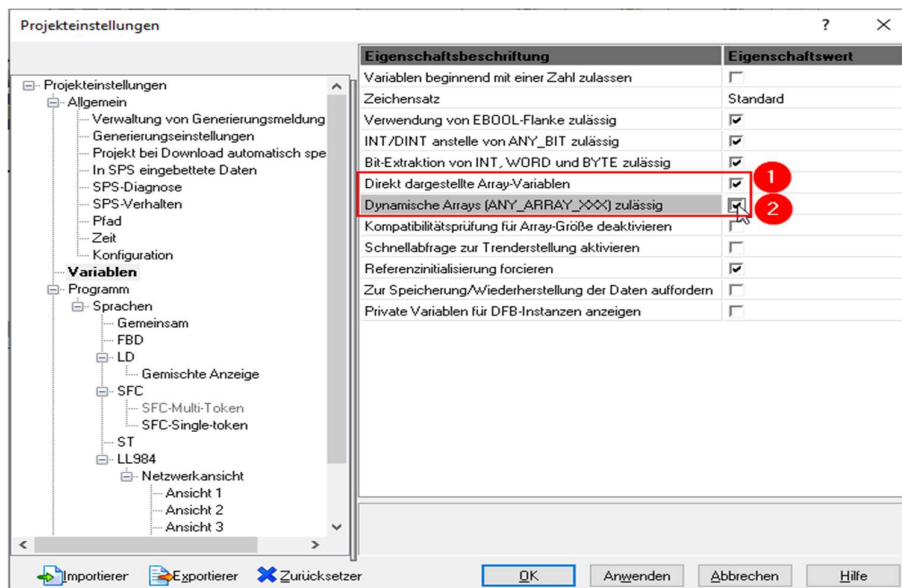 Projekteinstellungen
?
Eigenschaftsbeschriftung Eigenschaftswert
Variablen beginnend mit einer Zahl zulassen
Zeichensatz Standard
Verwendung von EBOOL-Flanke zulässig
INT/DINT anstelle von ANY_BIT zulässig
Bit-Extraktion von INT, WORD und BYTE zulässig
Direkt dargestellte Array-Variablen
1
Dynamische Arrays (ANY_ARRAY_XXX) zulässig
2
Kompatibilitätsprüfung für Array-Größe deaktivieren
Schnellabfrage zur Trenderstellung aktivieren
Referenzinitialisierung forcieren
Zur Speicherung/Wiederherstellung der Daten auffordern
Private Variablen für DFB-Instanzen anzeigen
Projekteinstellungen
Allgemein
Verwaltung von Generierungsmeldung
Generierungseinstellungen
Projekt bei Download automatisch spe
In SPS eingebettete Daten
SPS-Diagnose
SPS-Verhalten
Pfad
Zeit
Konfiguration
Variablen
Programm
Sprachen
Gemeinsam
FBD
LD
Gemischte Anzeige
SFC
SFC-Multi-Token
SFC-Single-token
ST
LL984
Netzwerkansicht
Ansicht 1
Ansicht 2
Ansicht 3
Importierer Exportierer Zurücksetzer OK Anwenden Abbrechen Hilfe